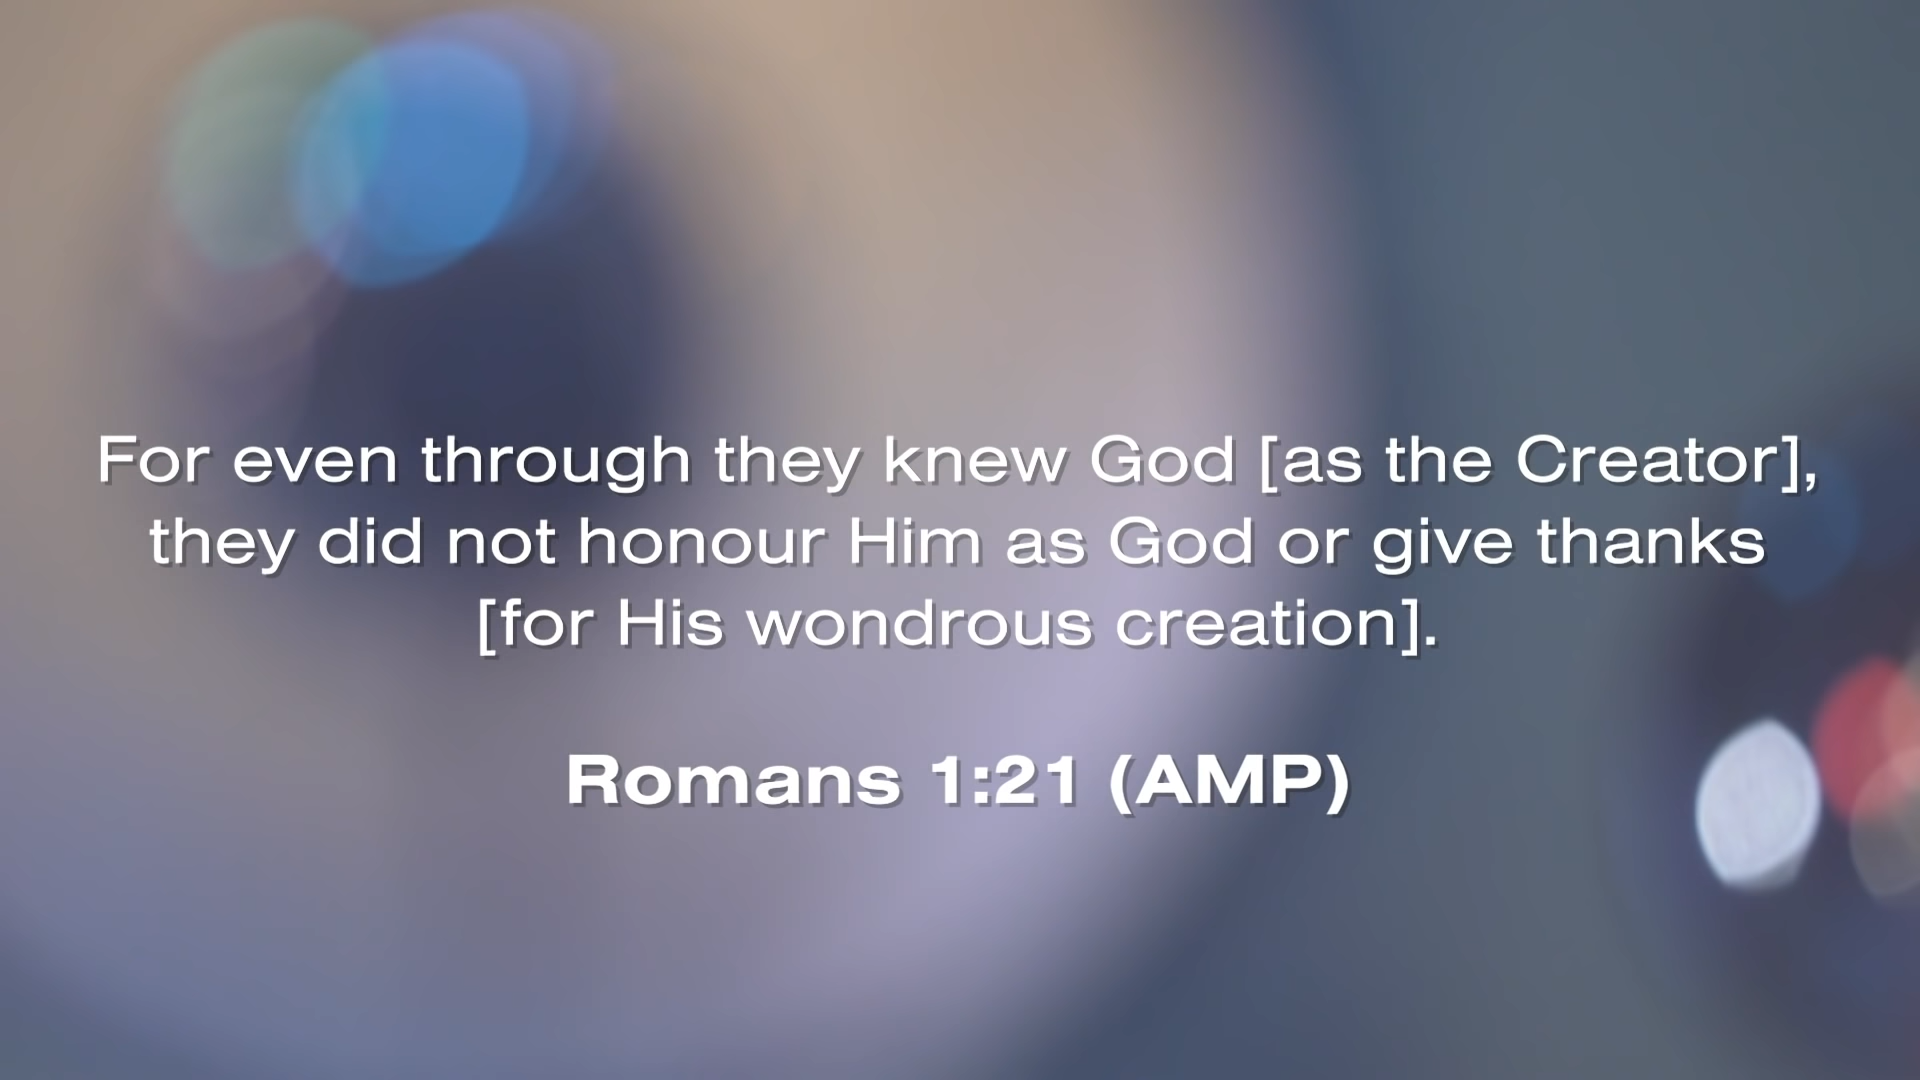 For even through they knew God [as the Creator],
they did not honour Him as God or give thanks
[for His wondrous creation].
Romans 1:21 (AMP)